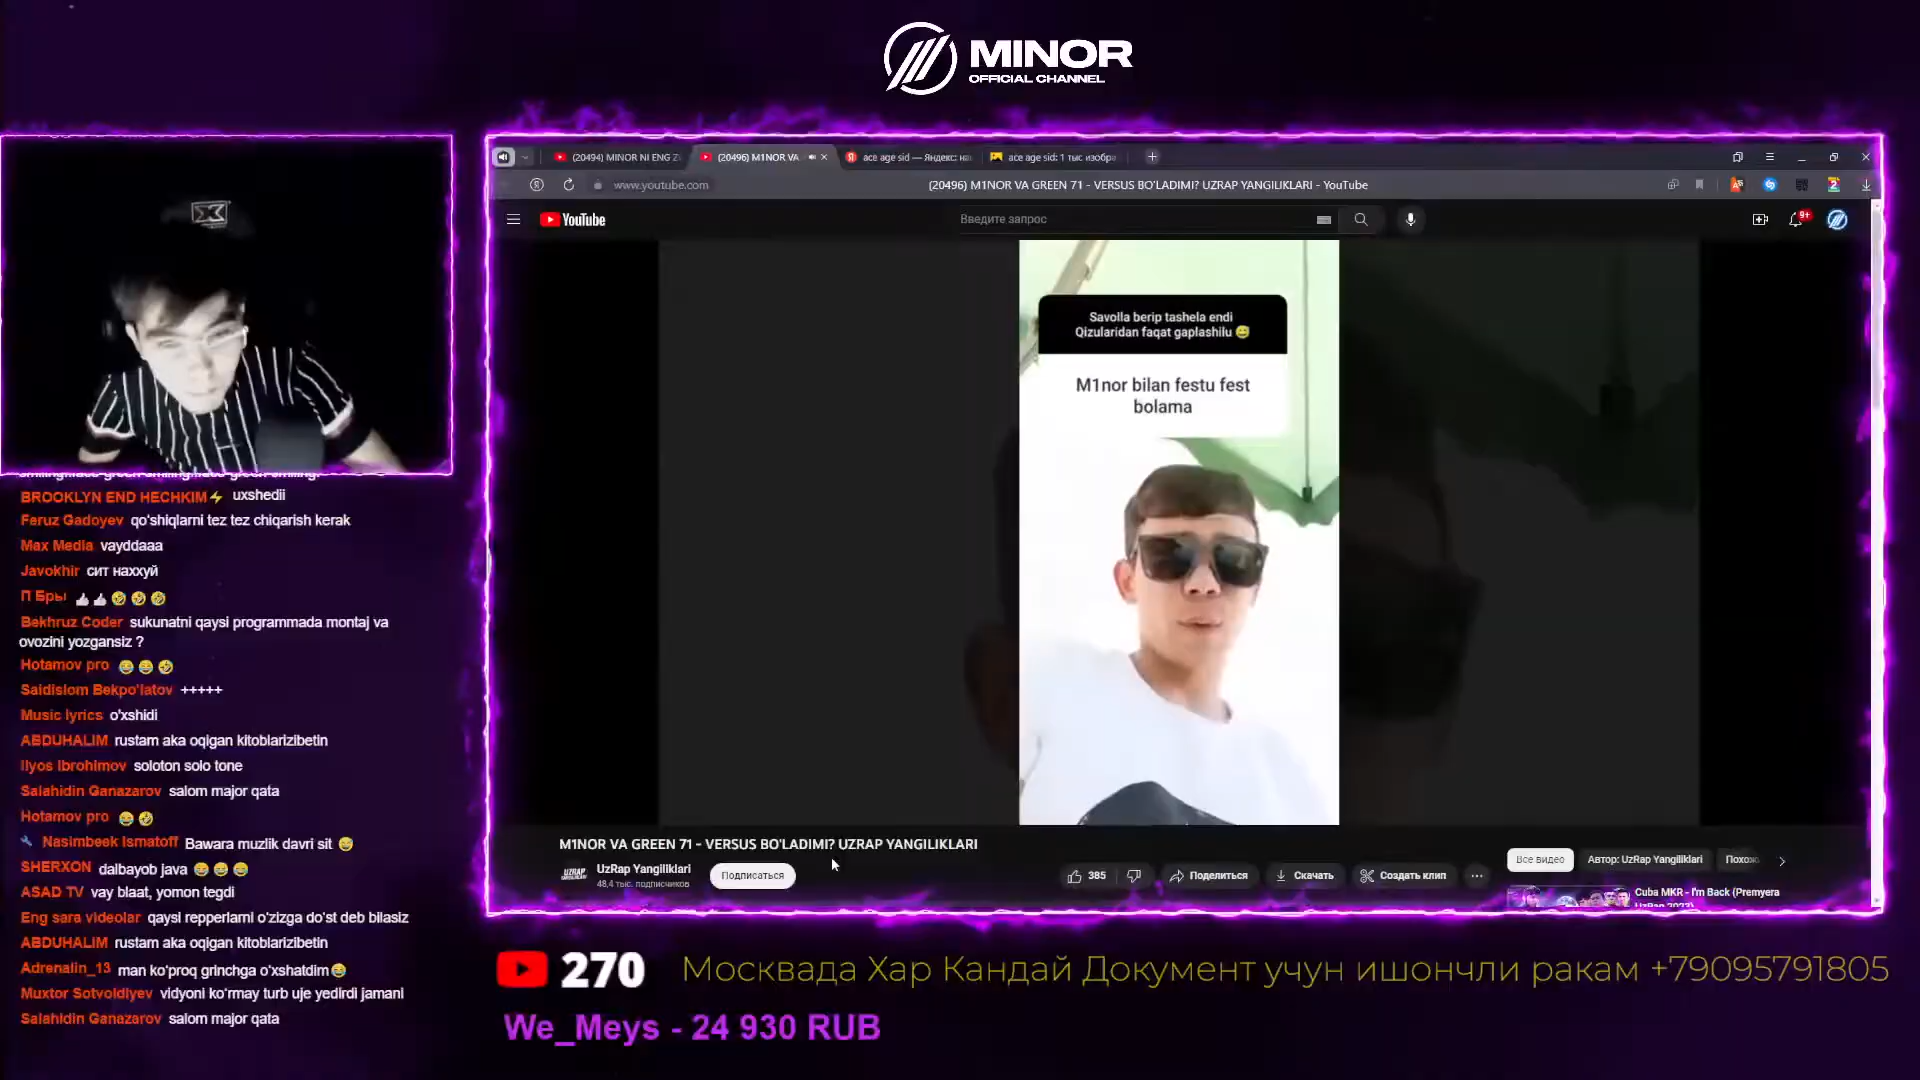 MINOR
OFFICIAL CHANNEL
(20494) MINOR NI ENG Z
(20496) M1NOR VA
ace age sid — Яндекс: на
ace age sid: 1 тыс изобра
www.youtube.com
(20496) M1NOR VA GREEN 71 - VERSUS BO'LADIMI? UZRAP YANGILIKLARI - YouTube
YouTube
Введите запрос
9+
Savolla berip tashela endi
Qizularidan faqat gaplashilu 😅
M1nor bilan festu fest
bolama
BROOKLYN END HECHKIM⚡ uxshedii
Feruz Gadoyev qo'shiqlarni tez tez chiqarish kerak
Max Media vayddaaa
Javokhir сит наххуй
П Бры 👍👍🤣🤣🤣
Bekhruz Coder sukunatni qaysi programmada montaj va
ovozini yozgansiz ?
Hotamov pro 😂😂🤣
Saidislom Bekpo'latov +++++
Music lyrics o'xshidi
ABDUHALIM rustam aka oqigan kitoblarizibetin
Ilyos Ibrohimov soloton solo tone
Salahidin Ganazarov salom major qata
Hotamov pro 😂🤣
Nasimbeek Ismatoff Bawara muzlik davri sit 😅
SHERXON dalbayob java 😂😂😂
ASAD TV vay blaat, yomon tegdi
Eng sara videolar qaysi repperlarni o'zizga do'st deb bilasiz
ABDUHALIM rustam aka oqigan kitoblarizibetin
Adrenalin_13 man ko'proq grinchga o'xshatdim😂
Muxtor Sotvoldiyev vidyoni ko'rmay turb uje yedirdi jamani
Salahidin Ganazarov salom major qata
M1NOR VA GREEN 71 - VERSUS BO'LADIMI? UZRAP YANGILIKLARI
UzRap Yangiliklari
48,4 тыс. подписчиков
Подписаться
385
Поделиться
Скачать
Создать клип
Все видео
Автор: UzRap Yangiliklari
Похож
Cuba MKR - I'm Back (Premyera
UzRap 2023)
270
Москвада Хар Кандай Документ учун ишончли ракам +79095791805
We_Meys - 24 930 RUB